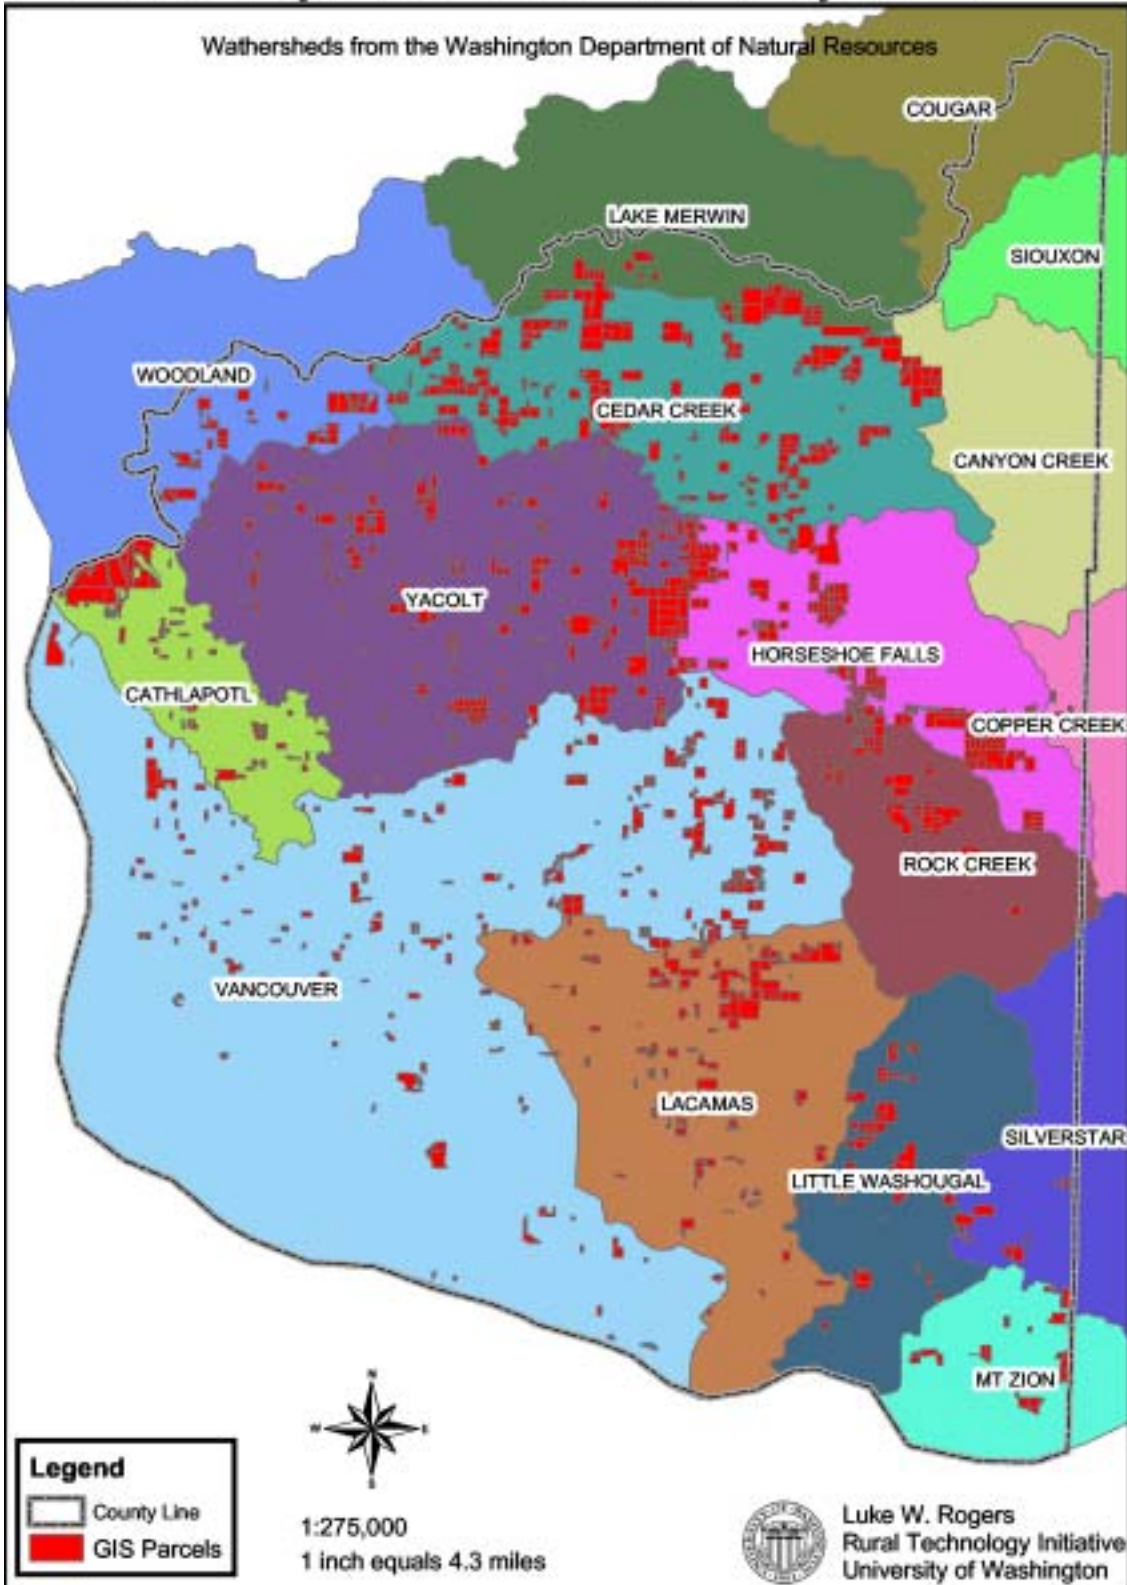 Wathersheds from the Washington Department of Natural Resources
COUGAR
LAKE MERWIN
SIOUXON
WOODLAND
CEDAR CREEK
CANYON CREEK
YACOLT
HORSESHOE FALLS
CATHLAPOTL
COPPER CREEK
ROCK CREEK
VANCOUVER
LACAMAS
SILVERSTAR
LITTLE WASHOUGAL
MT ZION
N
W E
S
Legend
County Line
GIS Parcels
1:275,000
1 inch equals 4.3 miles
Luke W. Rogers
Rural Technology Initiative
University of Washington